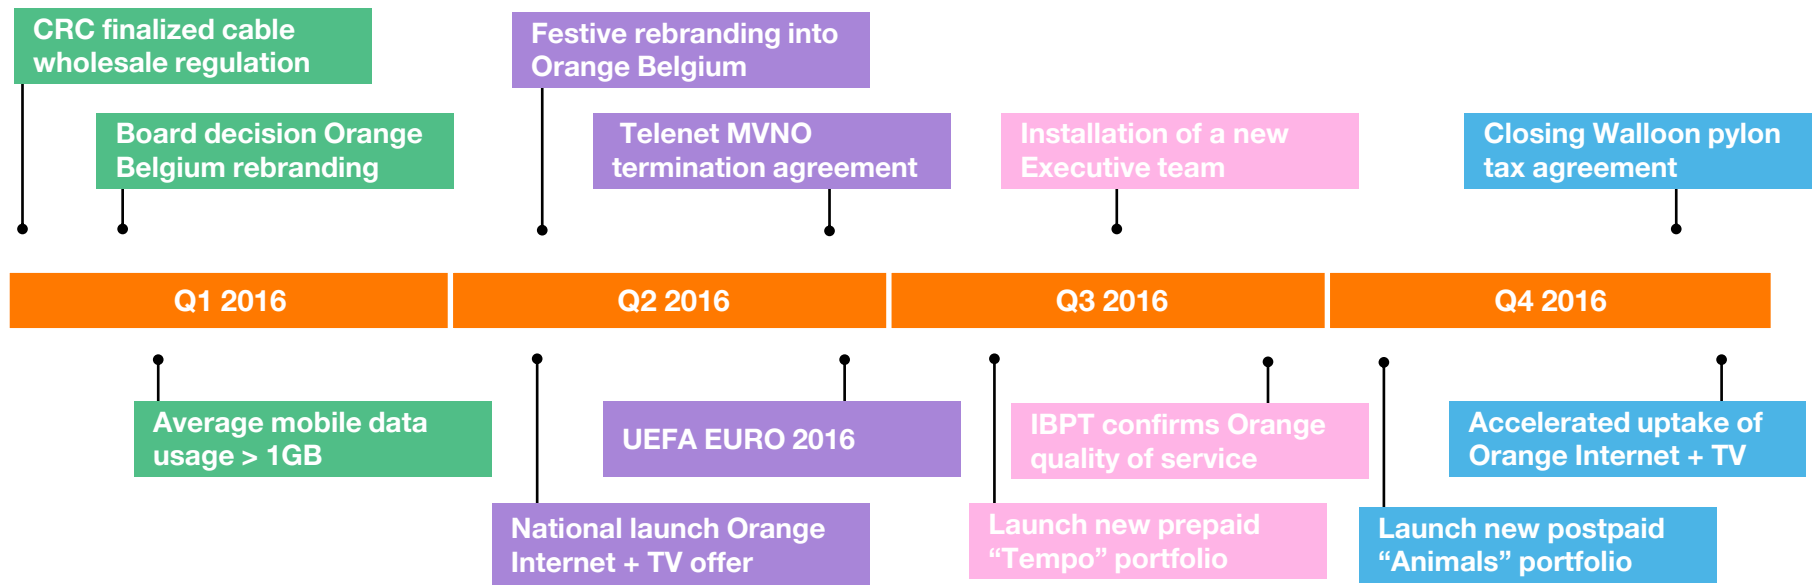 CRC finalized cable
wholesale regulation
Board decision Orange
Belgium rebranding
Festive rebranding into
Orange Belgium
Telenet MVNO
termination agreement
Installation of a new
Executive team
Closing Walloon pylon
tax agreement
Q1 2016
Q2 2016
Q3 2016
Q4 2016
Average mobile data
usage > 1GB
National launch Orange
Internet + TV offer
UEFA EURO 2016
Launch new prepaid
“Tempo” portfolio
IBPT confirms Orange
quality of service
Launch new postpaid
“Animals” portfolio
Accelerated uptake of
Orange Internet + TV